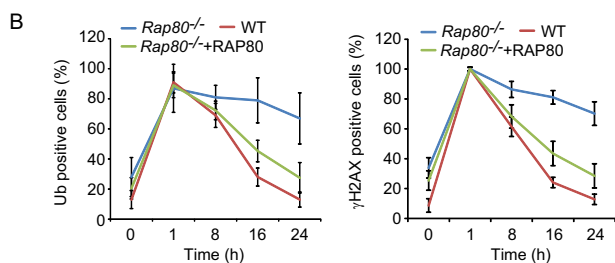 B
Rap80-/- WT
Rap80-/-+RAP80
Ub positive cells (%)
120
100
80
60
40
20
0
0 1 8 16 24
Time (h)
Rap80-/- WT
Rap80-/-+RAP80
γH2AX positive cells (%)
120
100
80
60
40
20
0
0 1 8 16 24
Time (h)